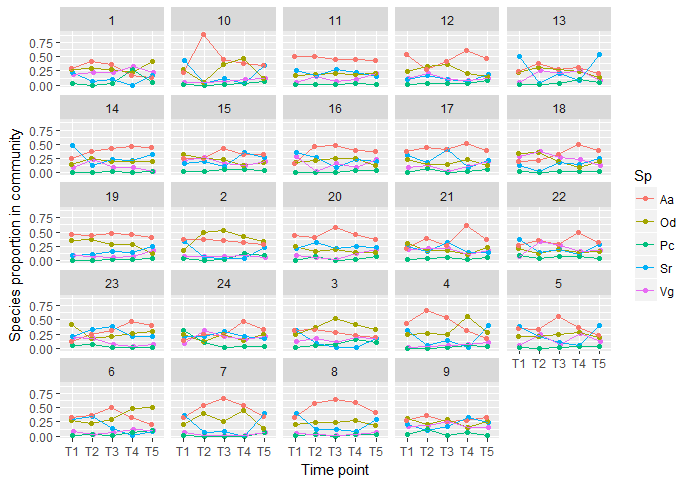 1 10 11 12 13
0.75
0.50
0.25
0.00
14 15 16 17 18
0.75
0.50
0.25
0.00
19 2 20 21 22
0.75
0.50
0.25
0.00
23 24 3 4 5
0.75
0.50
0.25
0.00
T1 T2 T3 T4 T5
6 7 8 9
0.75
0.50
0.25
0.00
T1 T2 T3 T4 T5 T1 T2 T3 T4 T5 T1 T2 T3 T4 T5 T1 T2 T3 T4 T5
Time point
Species proportion in community
Sp
Aa
Od
Pc
Sr
Vg